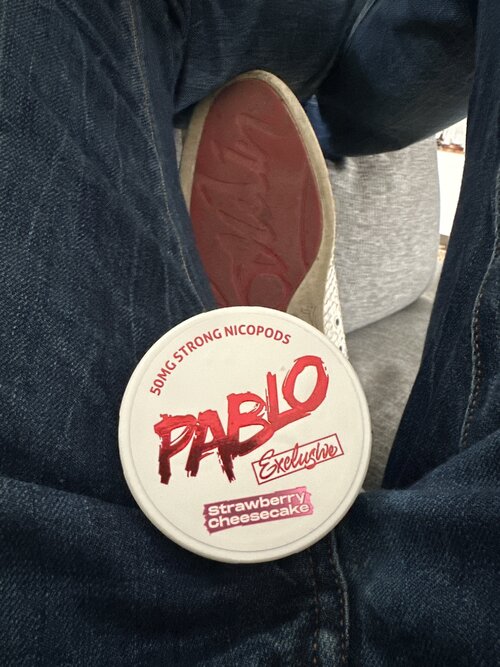 50MG STRONG NICOPODS
PABLO
Exclusive
Strawberry
Cheesecake